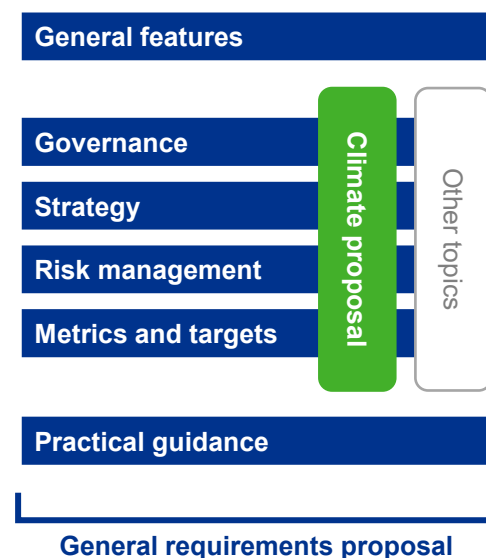 General features
Governance
Strategy
Risk management
Metrics and targets
Climate proposal
Other topics
Practical guidance
General requirements proposal